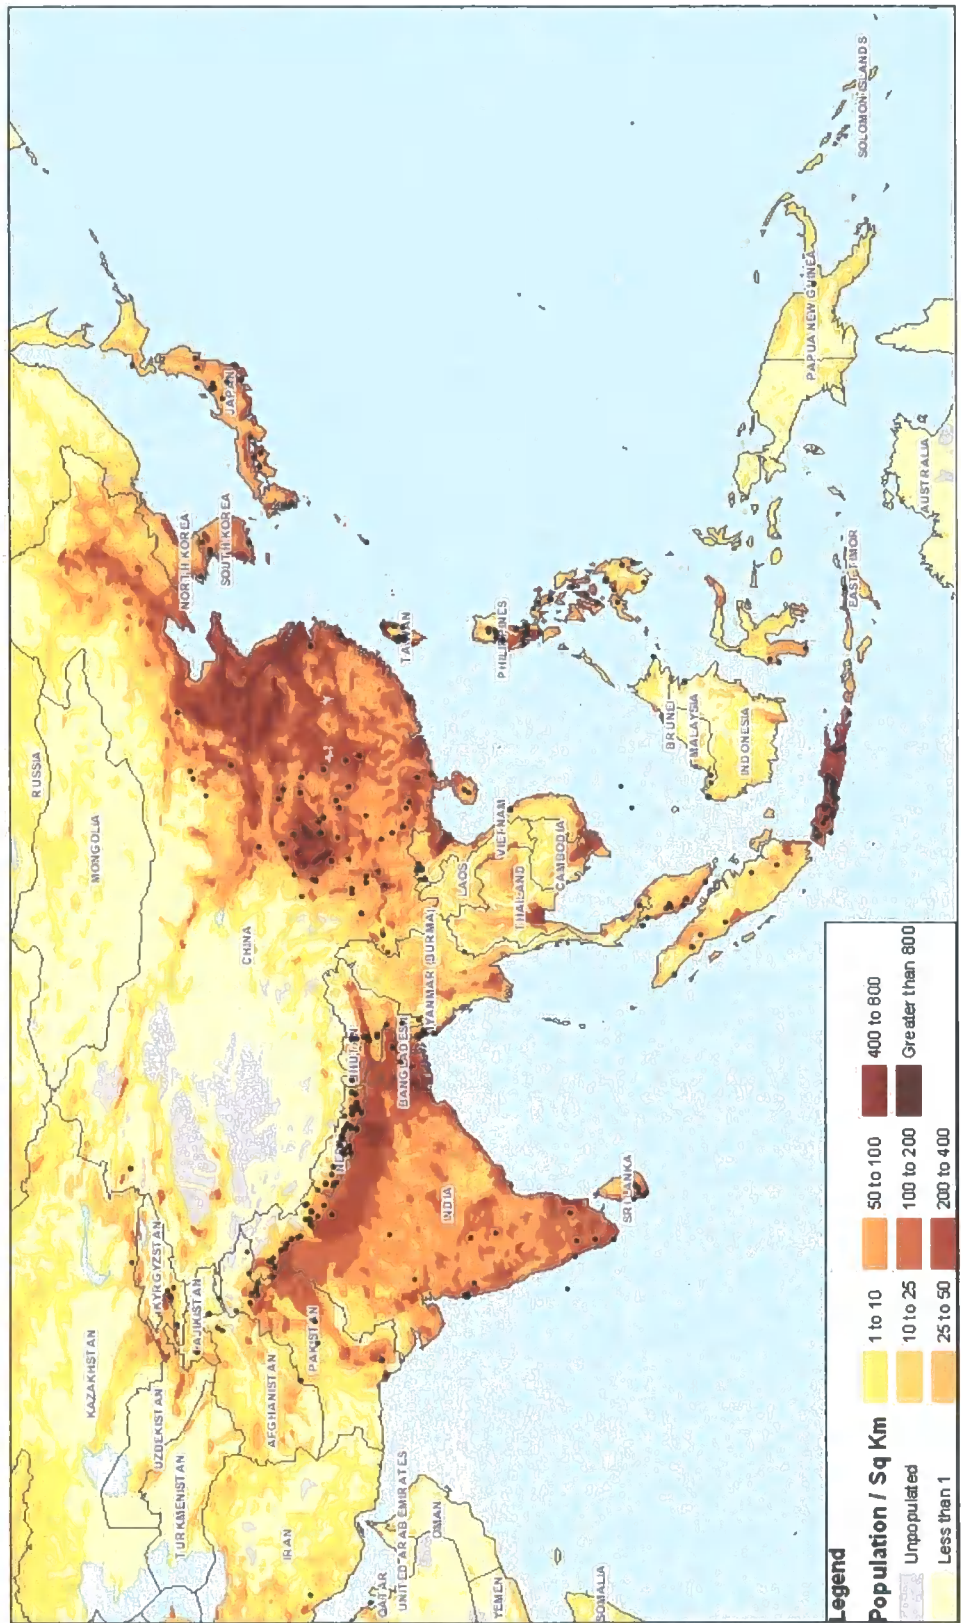 RUSSIA
MONGOLIA
KAZAKHSTAN
UZBEKISTAN
TURKMENISTAN
KYRGYZSTAN
TAJIKISTAN
CHINA
NORTH KOREA
SOUTH KOREA
JAPAN
IRAN
AFGHANISTAN
PAKISTAN
BANGLADESH
INDIA
MYANMAR (BURMA)
LAOS
VIETNAM
THAILAND
CAMBODIA
TAIWAN
PHILIPPINES
QATAR
UNITED ARAB EMIRATES
OMAN
YEMEN
SOMALIA
SRI LANKA
BRUNEI
MALAYSIA
INDONESIA
EAST TIMOR
PAPUA NEW GUINEA
SOLOMON ISLANDS
AUSTRALIA
Legend
Population / Sq Km
Unpopulated
Less than 1
1 to 10
10 to 25
25 to 50
50 to 100
100 to 200
200 to 400
400 to 800
Greater than 800